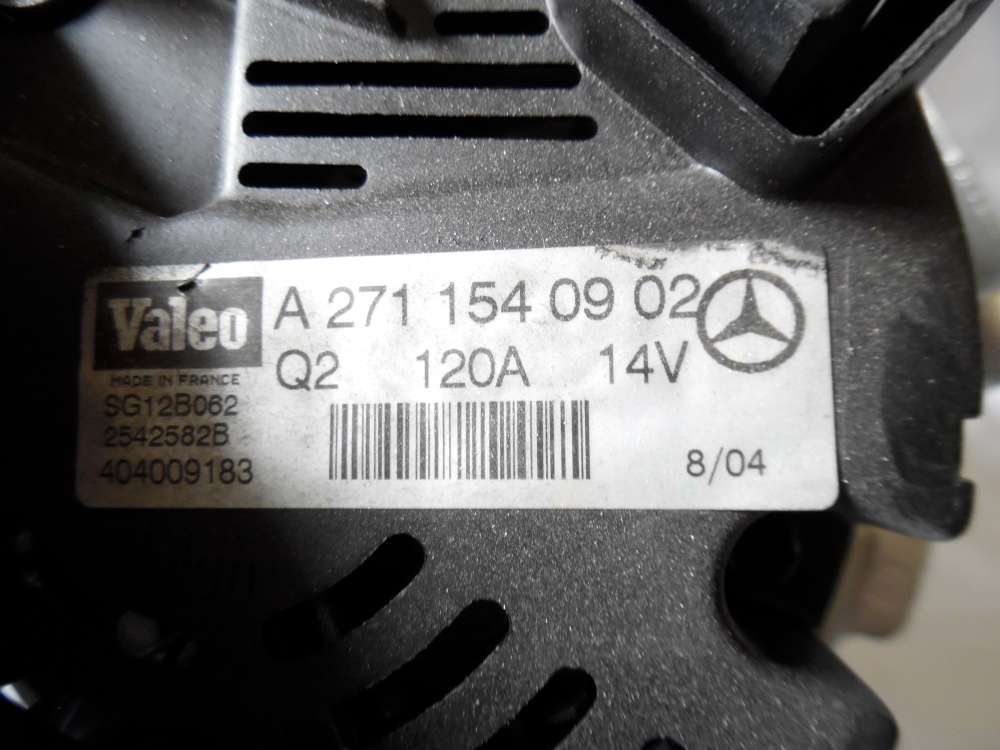 Valeo
A 271 154 09 02
MADE IN FRANCE
Q2 120A 14V
SG12B062
2542582B
404009183
8/04